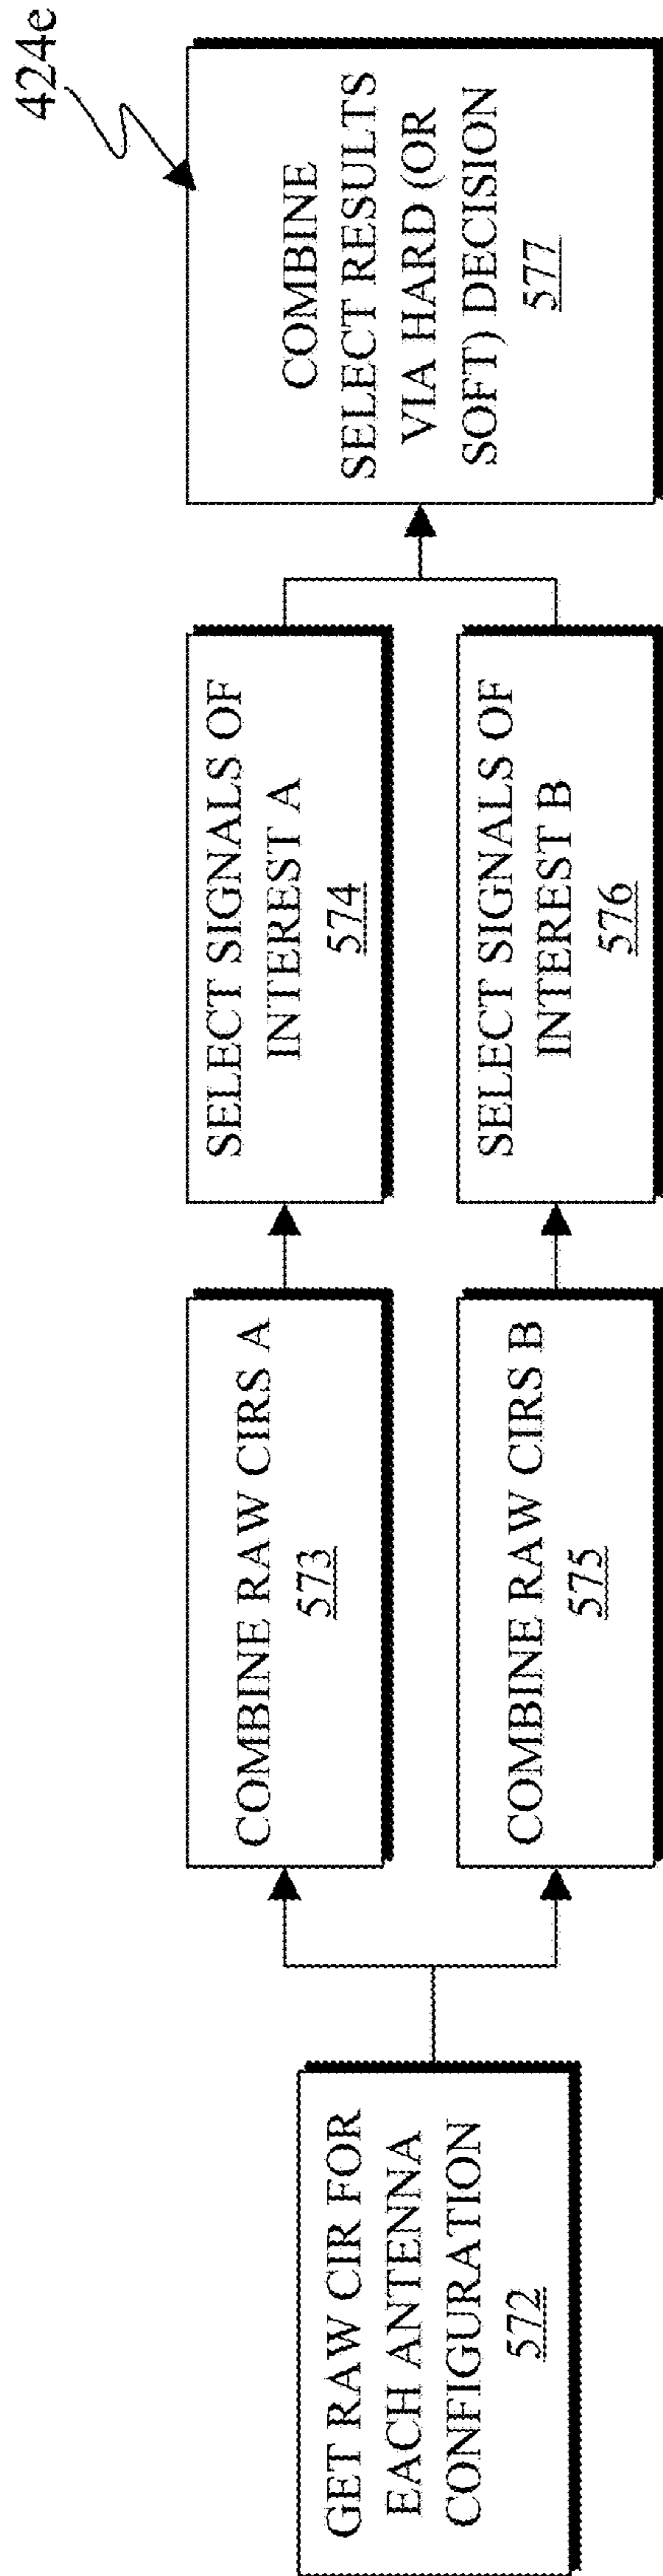 424e
GET RAW CIR FOR
EACH ANTENNA
CONFIGURATION
572
COMBINE RAW CIRS A
573
SELECT SIGNALS OF
INTEREST A
574
COMBINE RAW CIRS B
575
SELECT SIGNALS OF
INTEREST B
576
COMBINE
SELECT RESULTS
VIA HARD (OR
SOFT) DECISION
577